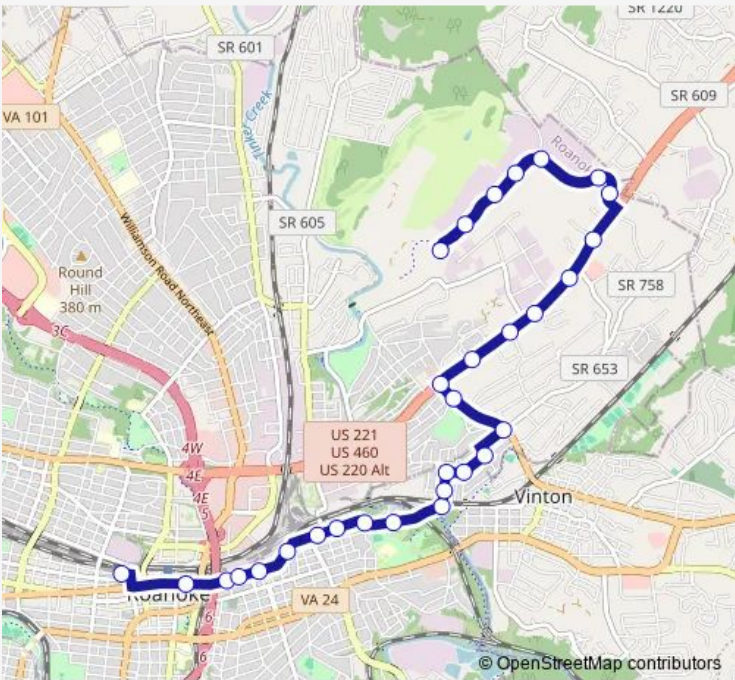 SR 1220
SR 601
SR 609
VA 101
Tinker Creek
Roano
SR 605
Williamson Road Northeast
Round
Hill
380 m
SR 758
3C
SR 653
US 221
US 460
US 220 Alt
4W
4E
4E
5
Vinton
Roanoke
VA 24
6
6
© OpenStreetMap contributors